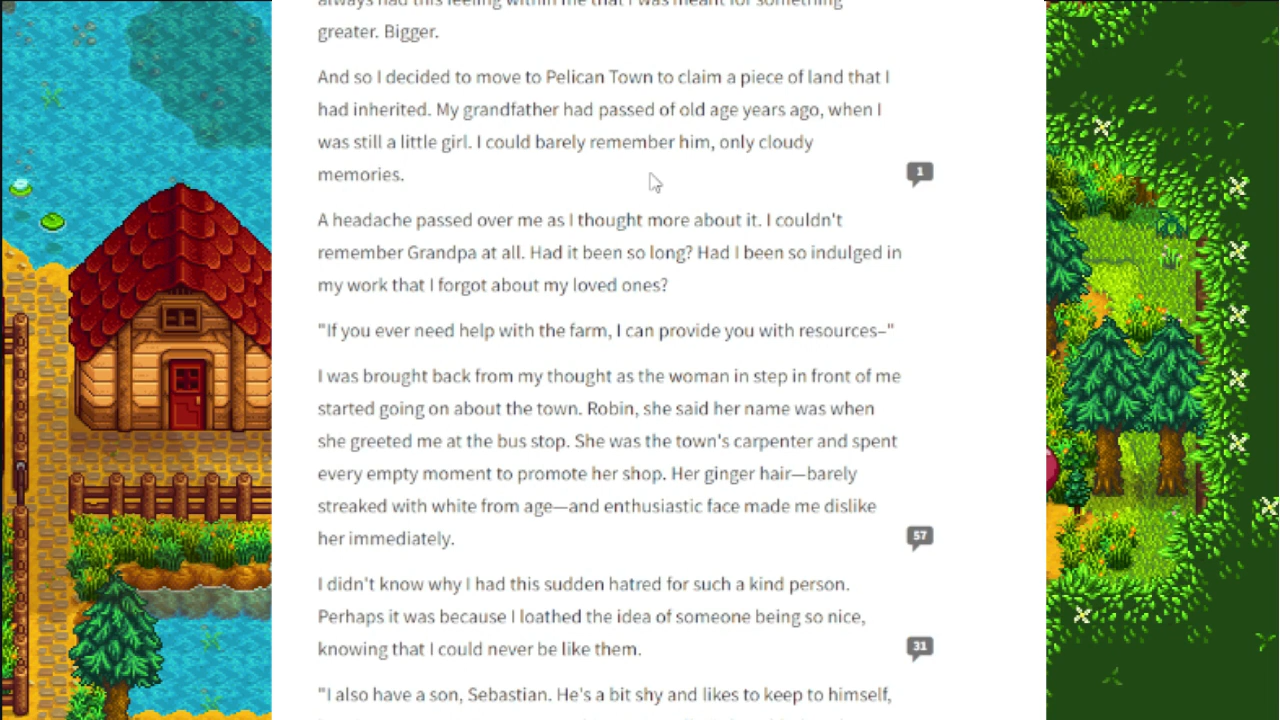 always had this feeling within me that I was meant for something
greater. Bigger.
And so I decided to move to Pelican Town to claim a piece of land that I
had inherited. My grandfather had passed of old age years ago, when I
was still a little girl. I could barely remember him, only cloudy
memories.
1
A headache passed over me as I thought more about it. I couldn't
remember Grandpa at all. Had it been so long? Had I been so indulged in
my work that I forgot about my loved ones?
"If you ever need help with the farm, I can provide you with resources–"
I was brought back from my thought as the woman in step in front of me
started going on about the town. Robin, she said her name was when
she greeted me at the bus stop. She was the town's carpenter and spent
every empty moment to promote her shop. Her ginger hair—barely
streaked with white from age—and enthusiastic face made me dislike
her immediately.
57
I didn't know why I had this sudden hatred for such a kind person.
Perhaps it was because I loathed the idea of someone being so nice,
knowing that I could never be like them.
31
"I also have a son, Sebastian. He's a bit shy and likes to keep to himself,